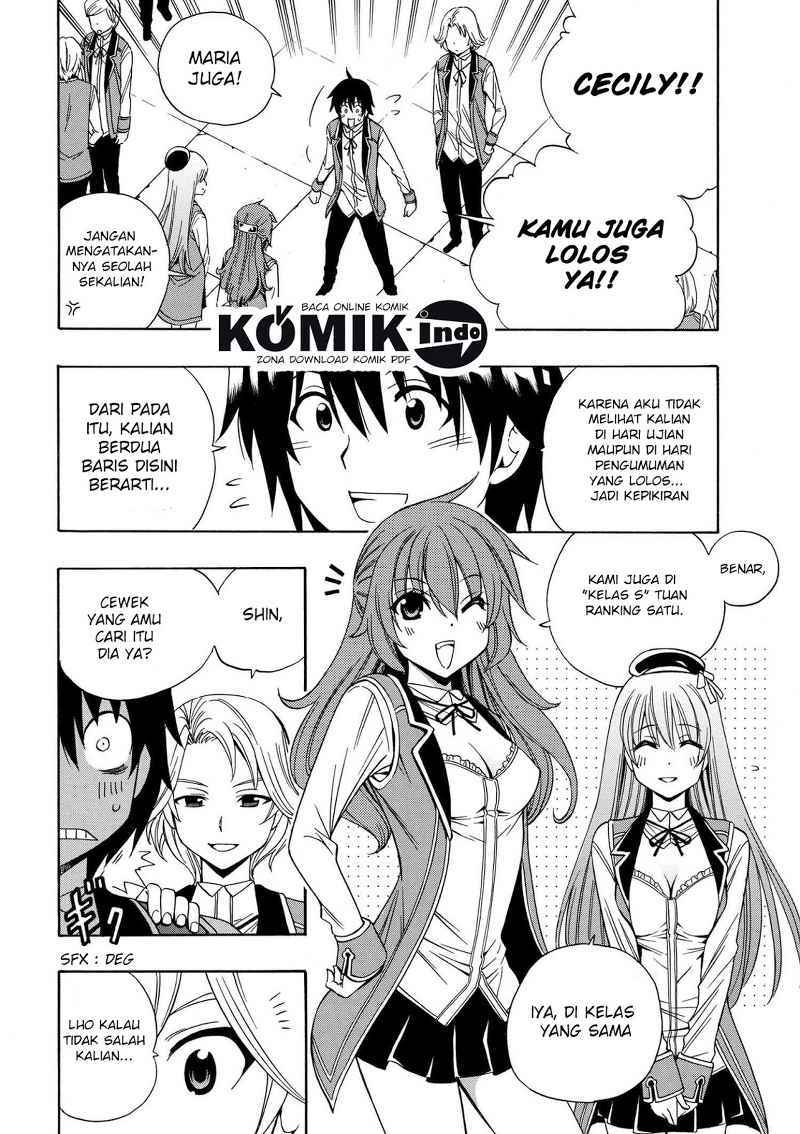 CECILY!!
KAMU JUGA
LOLOS
YA!!
MARIA
JUGA!
JANGAN
MENGATAKAN-
NYA SEOLAH
SEKALIAN!
BACA ONLINE KOMIK
KOMIK-Indo
ZONA DOWNLOAD KOMIK PDF
KARENA AKU TIDAK
MELIHAT KALIAN
DI HARI UJIAN
MAUPUN DI HARI
PENGUMUMAN
YANG LOLOS...
JADI KEPIKIRAN
DARI PADA
ITU, KALIAN
BERDUA
BARIS DISINI
BERARTI...
BENAR,
KAMI JUGA DI
"KELAS S" TUAN
RANKING SATU.
IYA, DI KELAS
YANG SAMA
SHIN,
CEWEK
YANG AMU
CARI ITU
DIA YA?
ギク
SFX : DEG
LHO KALAU
TIDAK SALAH
KALIAN...